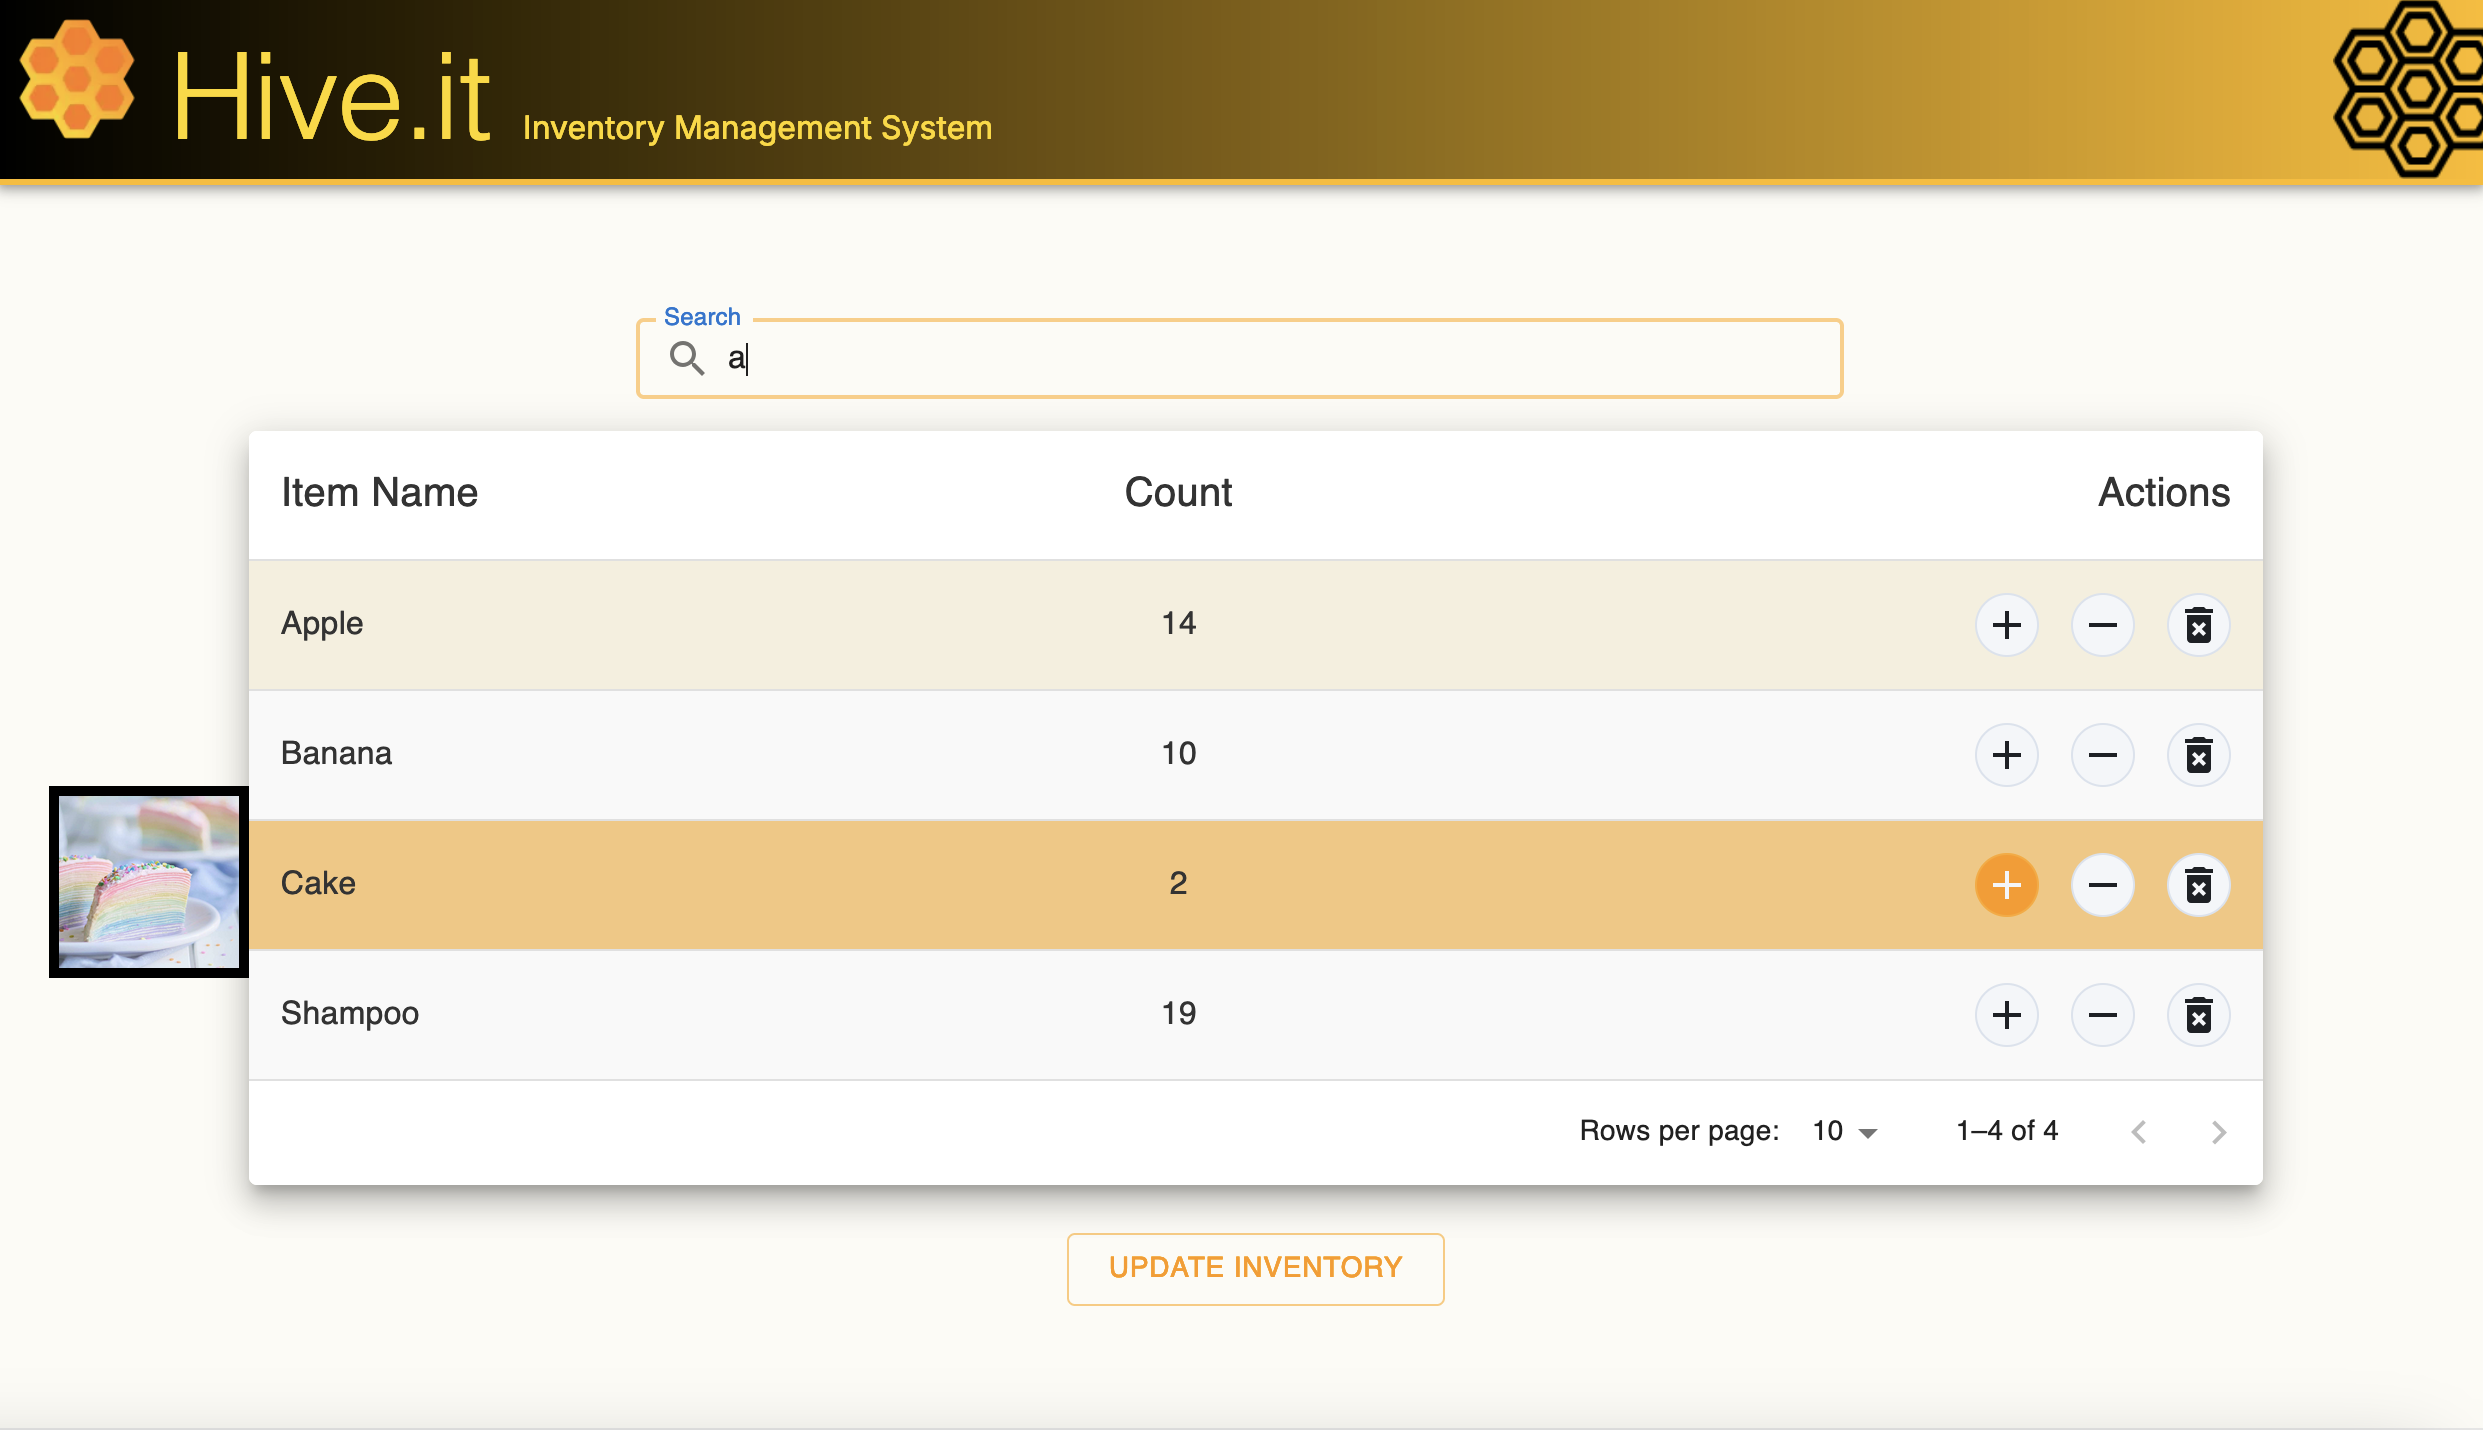 Hive.it Inventory Management System
Search
a
Item Name Count Actions
Apple 14
Banana 10
Cake 2
Shampoo 19
Rows per page: 10 1–4 of 4
UPDATE INVENTORY